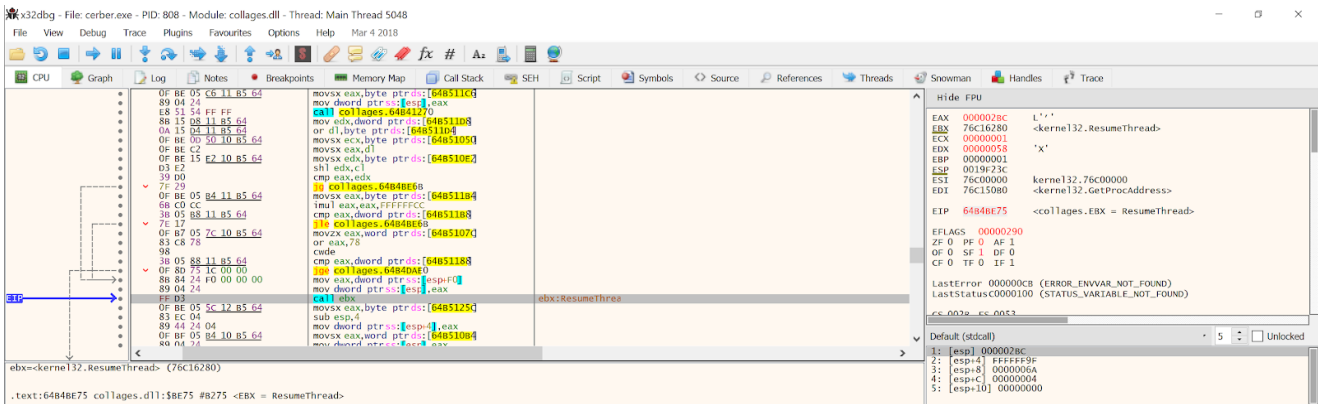 x32dbg - File: cerber.exe - PID: 808 - Module: collages.dll - Thread: Main Thread 5048
File View Debug Trace Plugins Favourites Options Help Mar 4 2018
CPU Graph Log Notes Breakpoints Memory Map Call Stack SEH Script Symbols Source References Threads Snowman Handles Trace
0F BE 05 C6 11 B5 64 movsx eax,byte ptr ds:[64B511C6]
89 04 24 mov dword ptr ss:[esp],eax
E8 51 54 FF FF call collages.64B41270
8B 15 D8 11 B5 64 mov edx,dword ptr ds:[64B511D8]
0A 15 D4 11 B5 64 or dl,byte ptr ds:[64B511D4]
0F BE 0D 50 10 B5 64 movsx ecx,byte ptr ds:[64B51050]
0F BE C2 movsx eax,dl
0F BE 15 E2 10 B5 64 movsx edx,byte ptr ds:[64B510E2]
D3 E2 shl edx,cl
39 D0 cmp eax,edx
7F 29 jg collages.64B4BE6B
0F BE 05 B4 11 B5 64 movsx eax,byte ptr ds:[64B511B4]
6B C0 CC imul eax,eax,FFFFFFCC
3B 05 B8 11 B5 64 cmp eax,dword ptr ds:[64B511B8]
7E 17 jle collages.64B4BE6B
0F B7 05 7C 10 B5 64 movzx eax,word ptr ds:[64B5107C]
83 C8 78 or eax,78
98 cwde
3B 05 88 11 B5 64 cmp eax,dword ptr ds:[64B51188]
0F 8D 75 1C 00 00 jge collages.64B4DAE0
8B 84 24 F0 00 00 00 mov eax,dword ptr ss:[esp+F0]
89 04 24 mov dword ptr ss:[esp],eax
EIP FF D3 call ebx ebx:ResumeThrea
0F BE 05 5C 12 B5 64 movsx eax,byte ptr ds:[64B5125C]
83 EC 04 sub esp,4
89 44 24 04 mov dword ptr ss:[esp+4],eax
0F BF 05 B4 10 B5 64 movsx eax,word ptr ds:[64B510B4]
89 04 24 mov dword ptr ss:[esp],eax
ebx=<kernel32.ResumeThread> (76C16280)
.text:64B4BE75 collages.dll:$BE75 #B275 <EBX = ResumeThread>
Hide FPU
EAX 000002BC L'ʼ'
EBX 76C16280 <kernel32.ResumeThread>
ECX 00000001
EDX 00000058 'X'
EBP 00000001
ESP 0019F23C
ESI 76C00000 kernel32.76C00000
EDI 76C150B0 <kernel32.GetProcAddress>
EIP 64B4BE75 <collages.EBX = ResumeThread>
EFLAGS 00000290
ZF 0 PF 0 AF 1
OF 0 SF 1 DF 0
CF 0 TF 0 IF 1
LastError 000000CB (ERROR_ENVVAR_NOT_FOUND)
LastStatus C0000100 (STATUS_VARIABLE_NOT_FOUND)
Default (stdcall) 5 Unlocked
1: [esp] 000002BC
2: [esp+4] FFFFFF9F
3: [esp+8] 0000006A
4: [esp+C] 00000004
5: [esp+10] 00000000